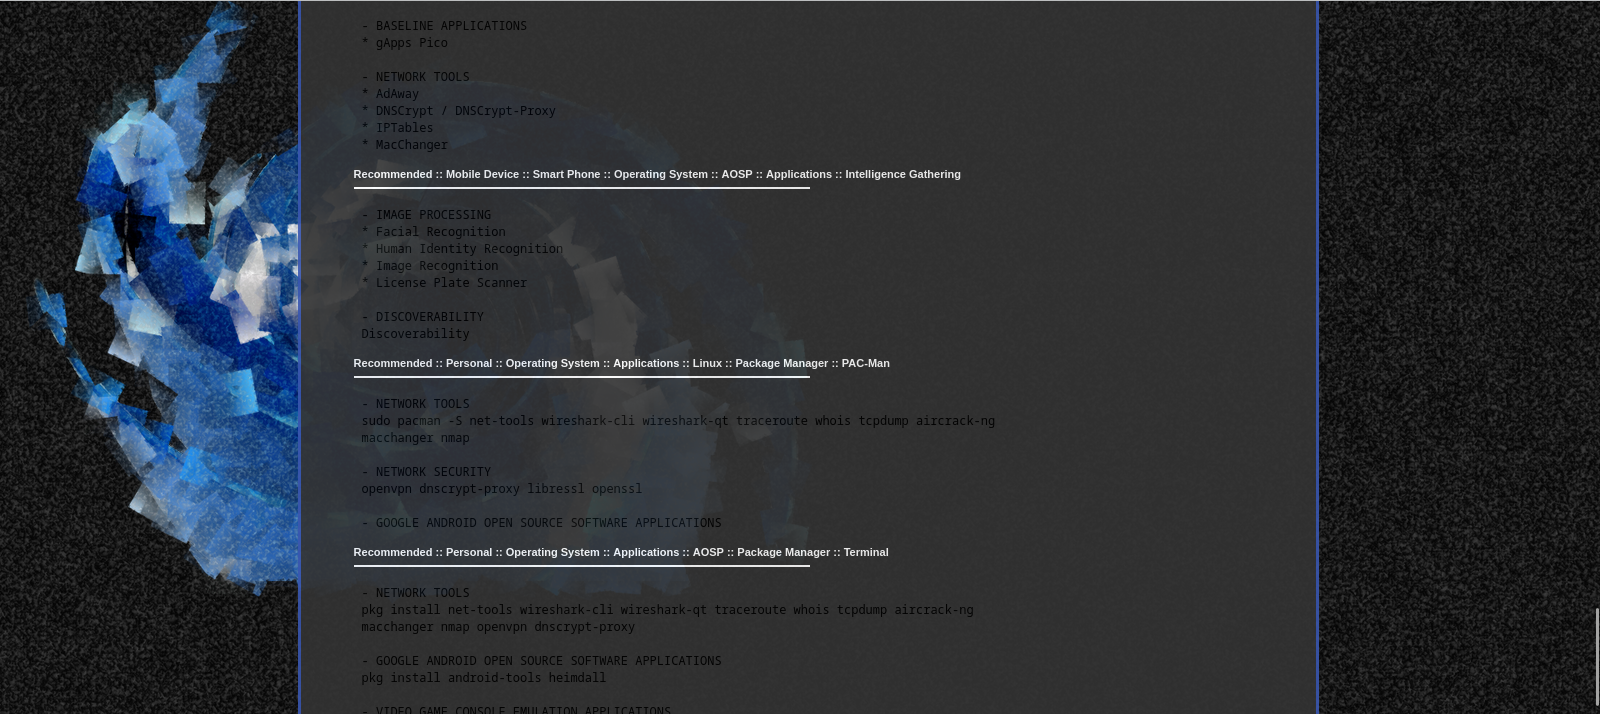 - BASELINE APPLICATIONS
* gApps Pico
- NETWORK TOOLS
* AdAway
* DNSCrypt / DNSCrypt-Proxy
* IPTables
* MacChanger
Recommended :: Mobile Device :: Smart Phone :: Operating System :: AOSP :: Applications :: Intelligence Gathering
- IMAGE PROCESSING
* Facial Recognition
* Human Identity Recognition
* Image Recognition
* License Plate Scanner
- DISCOVERABILITY
Discoverability
Recommended :: Personal :: Operating System :: Applications :: Linux :: Package Manager :: PAC-Man
- NETWORK TOOLS
sudo pacman -S net-tools wireshark-cli wireshark-qt traceroute whois tcpdump aircrack-ng
macchanger nmap
- NETWORK SECURITY
openvpn dnscrypt-proxy libressl openssl
- GOOGLE ANDROID OPEN SOURCE SOFTWARE APPLICATIONS
Recommended :: Personal :: Operating System :: Applications :: AOSP :: Package Manager :: Terminal
- NETWORK TOOLS
pkg install net-tools wireshark-cli wireshark-qt traceroute whois tcpdump aircrack-ng
macchanger nmap openvpn dnscrypt-proxy
- GOOGLE ANDROID OPEN SOURCE SOFTWARE APPLICATIONS
pkg install android-tools heimdall
- VIDEO GAME CONSOLE EMULATION APPLICATIONS